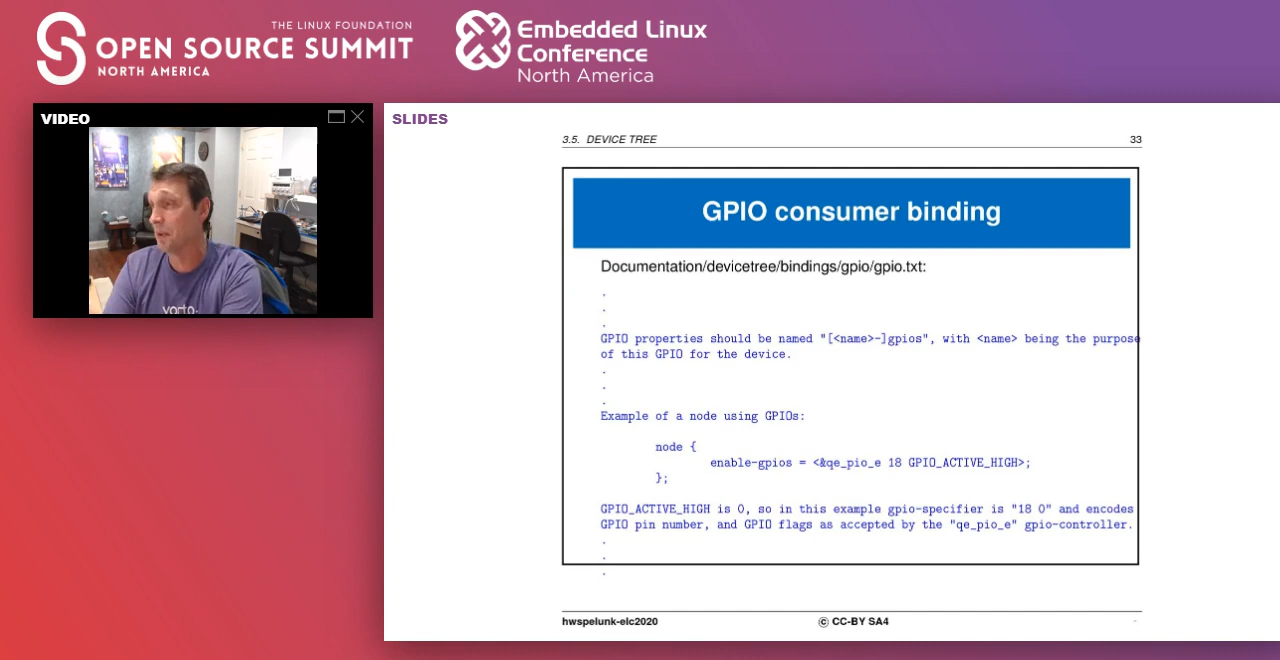 THE LINUX FOUNDATION
OPEN SOURCE SUMMIT
NORTH AMERICA
Embedded Linux
Conference
North America
VIDEO
SLIDES
3.5. DEVICE TREE 33
GPIO consumer binding
Documentation/devicetree/bindings/gpio/gpio.txt:
.
.
.
GPIO properties should be named "[<name>-]gpios", with <name> being the purpose
of this GPIO for the device.
.
.
.
Example of a node using GPIOs:
node {
enable-gpios = <&qe_pio_e 18 GPIO_ACTIVE_HIGH>;
};
GPIO_ACTIVE_HIGH is 0, so in this example gpio-specifier is "18 0" and encodes
GPIO pin number, and GPIO flags as accepted by the "qe_pio_e" gpio-controller.
.
.
.
hwspelunk-elc2020 © CC-BY SA4